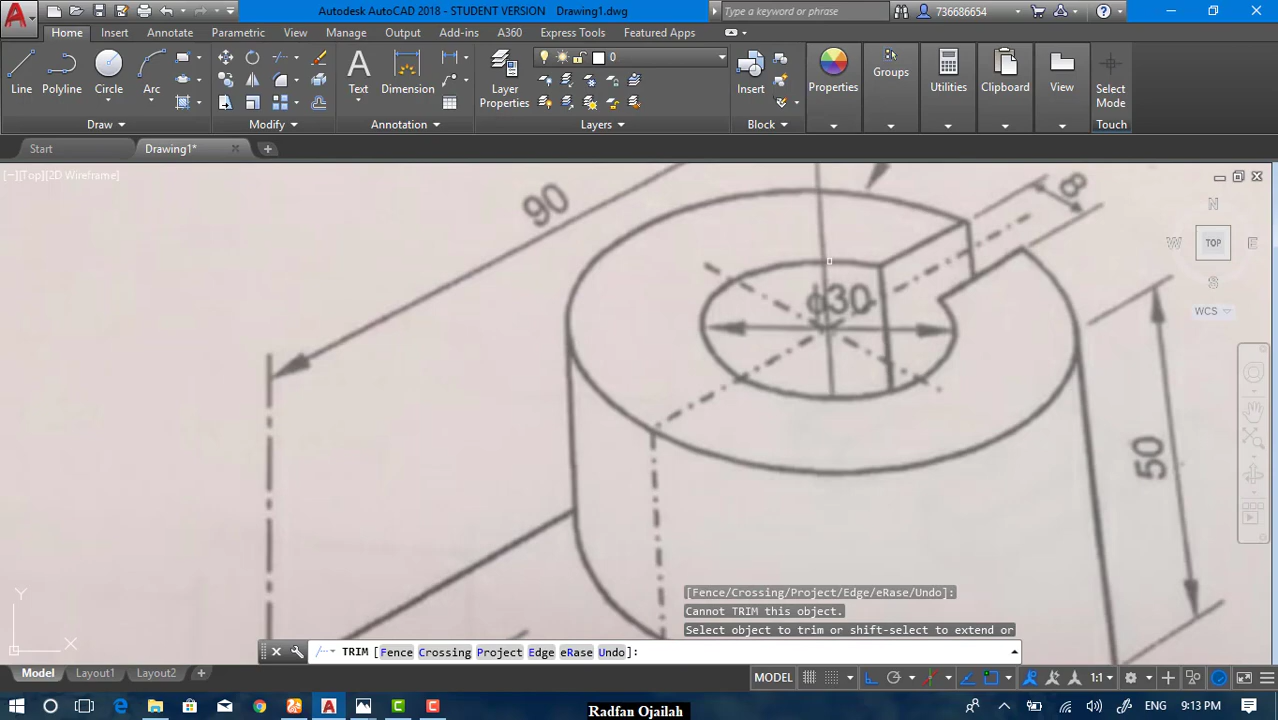 Autodesk AutoCAD 2018 - STUDENT VERSION Drawing1.dwg
Type a keyword or phrase
736686654
Home Insert Annotate Parametric View Manage Output Add-ins A360 Express Tools Featured Apps
Line Polyline Circle Arc
Text Dimension
Layer Properties
0
Insert
Properties Groups Utilities Clipboard View Select Mode
Draw Modify Annotation Layers Block Touch
Start Drawing1*
[−][Top][2D Wireframe]
N
W TOP E
S
WCS
90
8
ϕ30
50
Y
X
[Fence/Crossing/Project/Edge/eRase/Undo]:
Cannot TRIM this object.
Select object to trim or shift-select to extend or
TRIM [Fence Crossing Project Edge eRase Undo]:
Model Layout1 Layout2
MODEL 1:1
Radfan Ojailah
ENG 9:13 PM